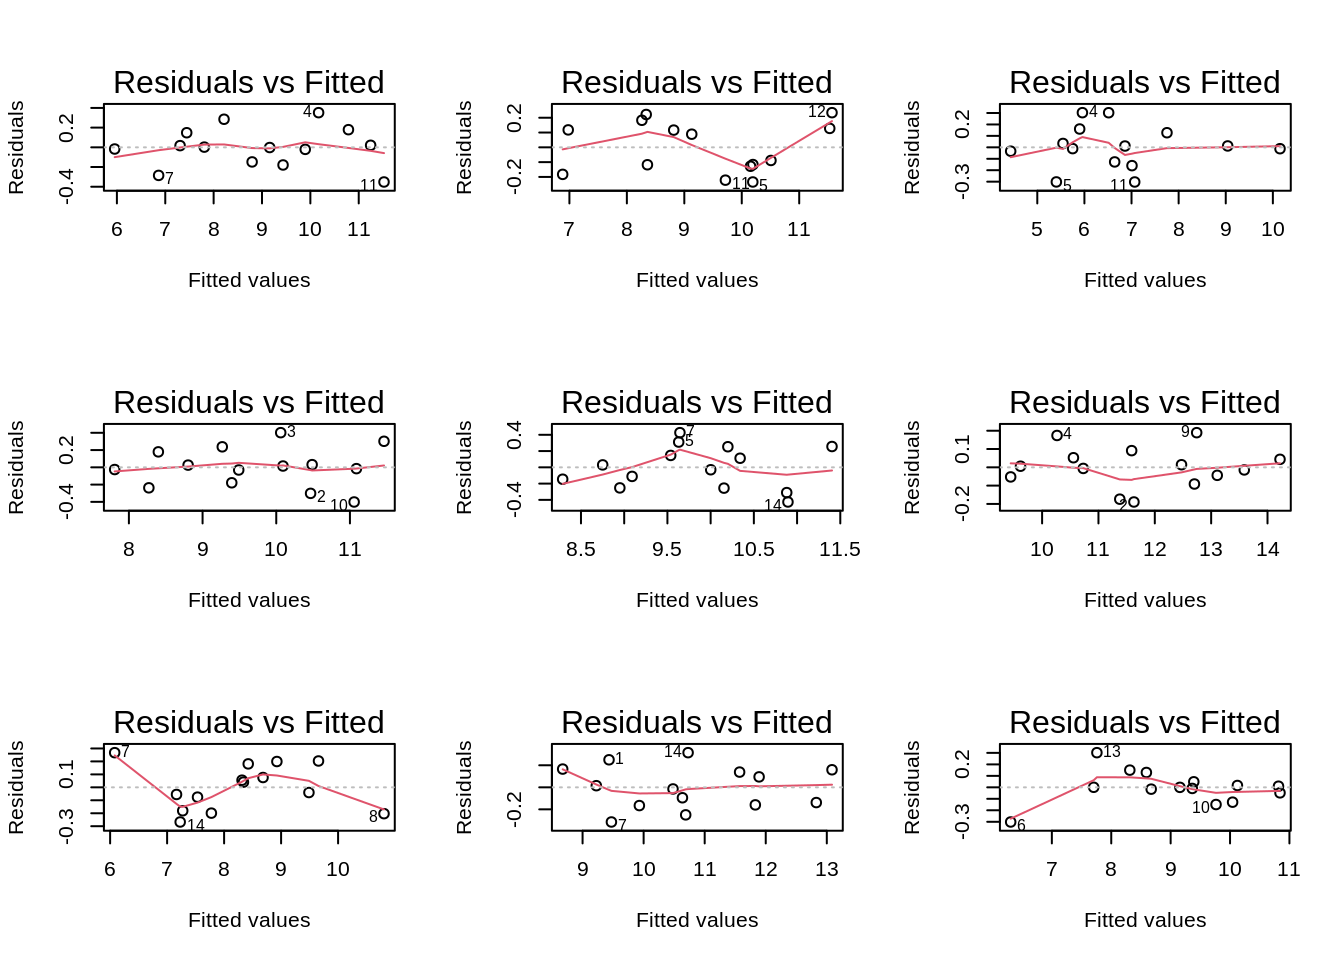 Residuals vs Fitted
Residuals
0.2
-0.4
4
7
11
6 7 8 9 10 11
Fitted values
Residuals vs Fitted
Residuals
0.2
-0.2
12
11
5
7 8 9 10 11
Fitted values
Residuals vs Fitted
Residuals
0.2
-0.3
4
5
11
5 6 7 8 9 10
Fitted values
Residuals vs Fitted
Residuals
0.2
-0.4
3
2
10
8 9 10 11
Fitted values
Residuals vs Fitted
Residuals
0.4
-0.4
7
5
14
8.5 9.5 10.5 11.5
Fitted values
Residuals vs Fitted
Residuals
0.1
-0.2
4
9
2
10 11 12 13 14
Fitted values
Residuals vs Fitted
Residuals
0.1
-0.3
7
14
8
6 7 8 9 10
Fitted values
Residuals vs Fitted
Residuals
-0.2
1
14
7
9 10 11 12 13
Fitted values
Residuals vs Fitted
Residuals
0.2
-0.3
13
10
6
7 8 9 10 11
Fitted values